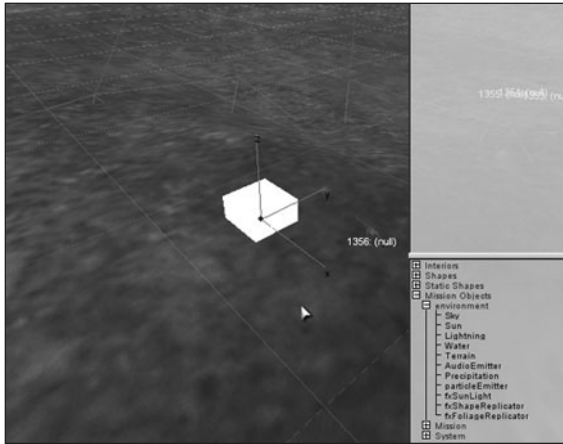 z
y
x
1356: (null)
Interiors
Shapes
Static Shapes
Mission Objects
environment
Sky
Sun
Lightning
Water
Terrain
AudioEmitter
Precipitation
particleEmitter
fxSunLight
fxShapeReplicator
fxFoliageReplicator
Mission
System